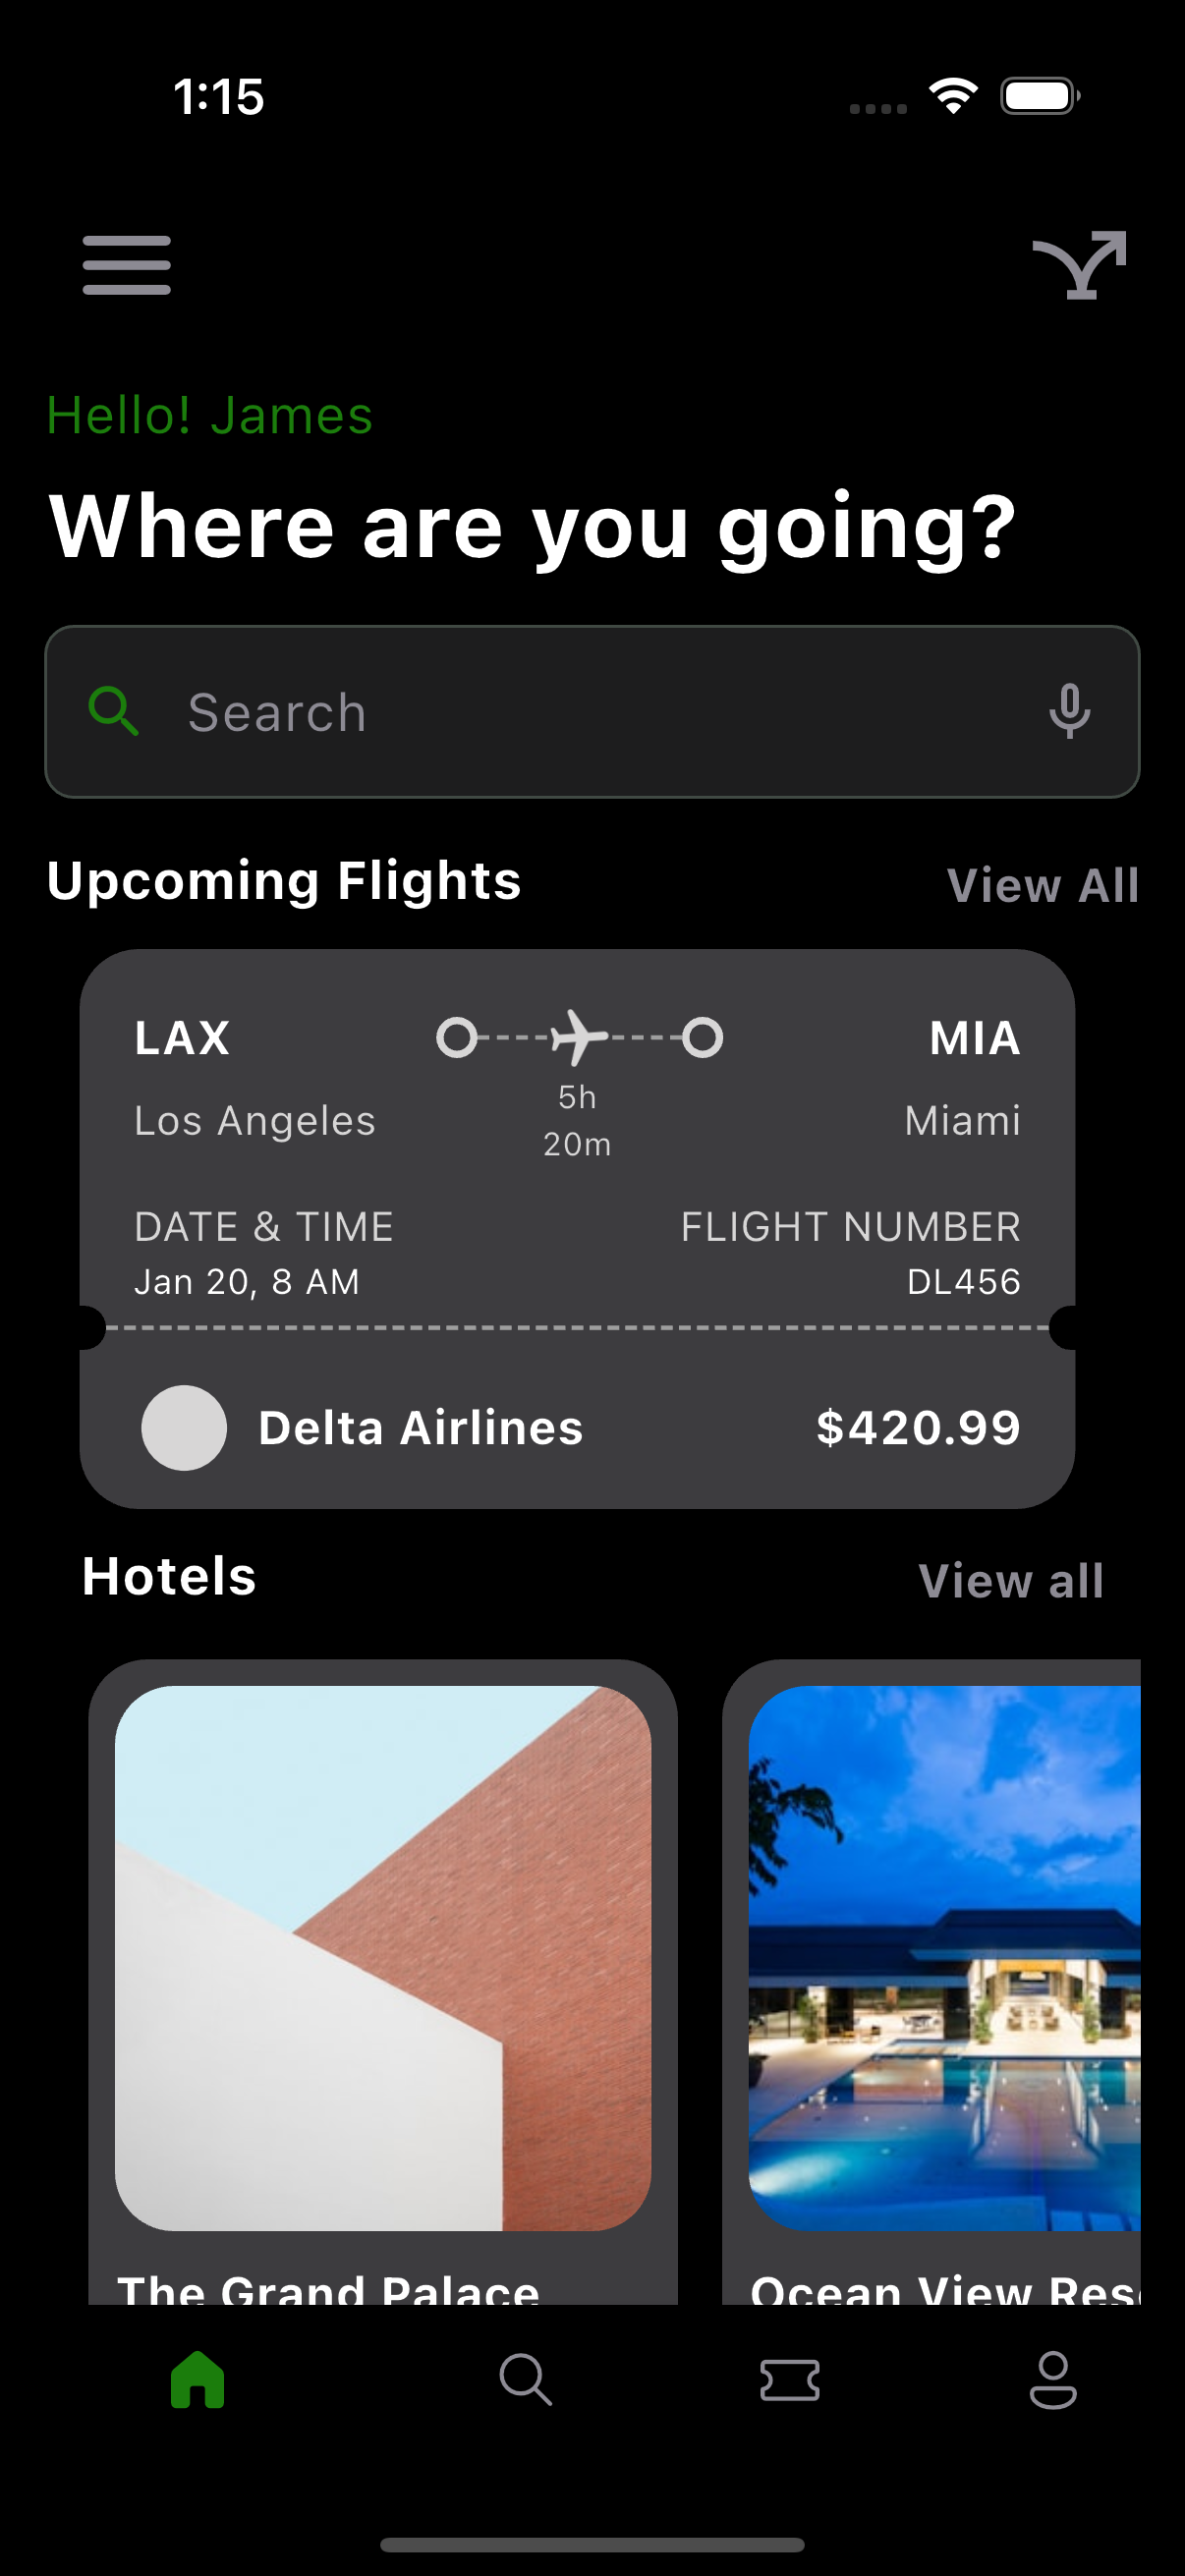 1:15
Hello! James
Where are you going?
Search
Upcoming Flights
View All
LAX
MIA
Los Angeles
5h
20m
Miami
DATE & TIME
FLIGHT NUMBER
Jan 20, 8 AM
DL456
Delta Airlines
$420.99
Hotels
View all
The Grand Palace
Ocean View